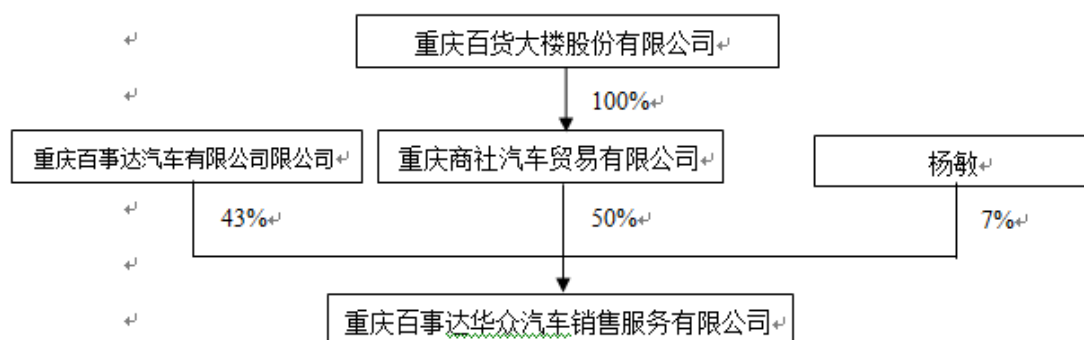 重庆百货大楼股份有限公司
100%
重庆百事达汽车有限公司限公司
重庆商社汽车贸易有限公司
杨敏
43%
50%
7%
重庆百事达华众汽车销售服务有限公司